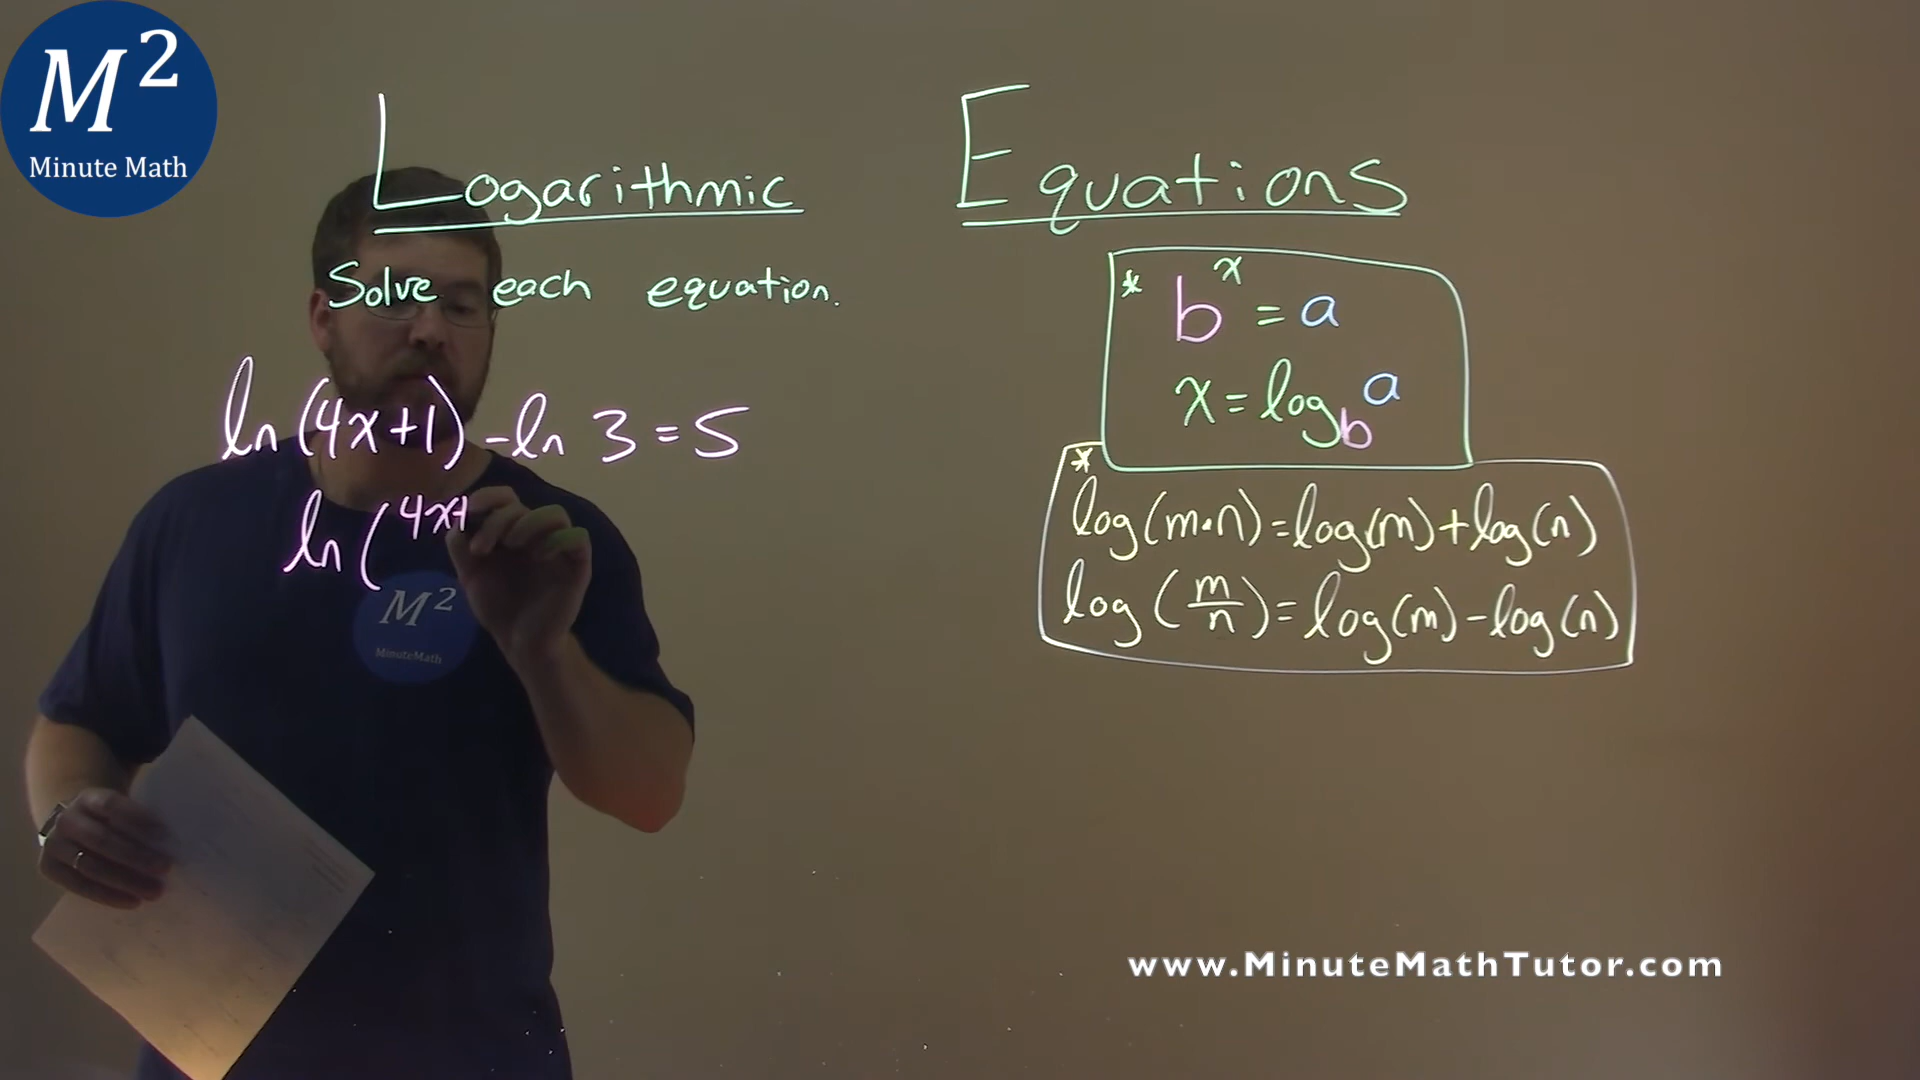 M²
Minute Math
Logarithmic Equations
Solve each equation.
ln(4x+1) - ln 3 = 5
ln(4x+
* bˣ = a
x = log_b a
* log(m·n) = log(m) + log(n)
log(m/n) = log(m) - log(n)
M²
MinuteMath
www.MinuteMathTutor.com